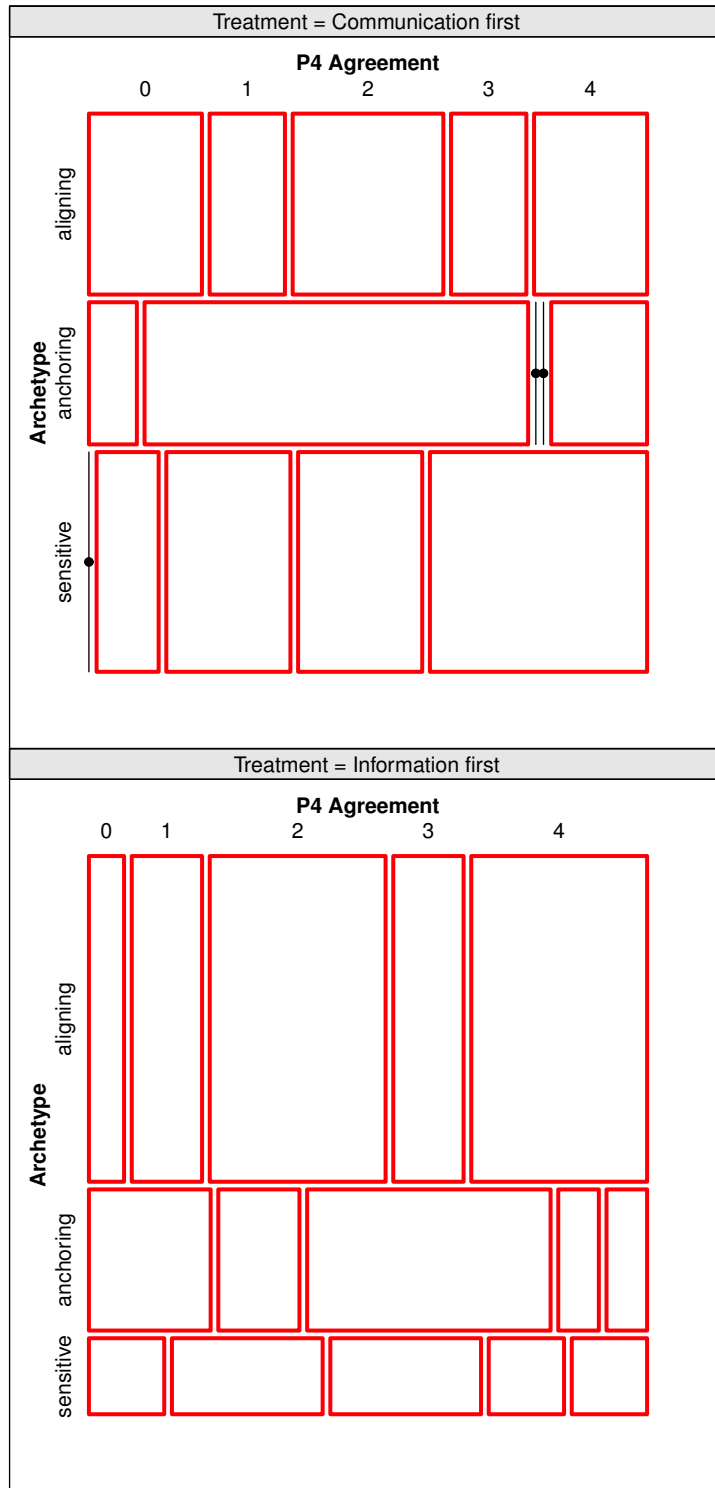 Treatment = Communication first
P4 Agreement
0 1 2 3 4
Archetype
aligning
anchoring
sensitive
Treatment = Information first
P4 Agreement
0 1 2 3 4
Archetype
aligning
anchoring
sensitive